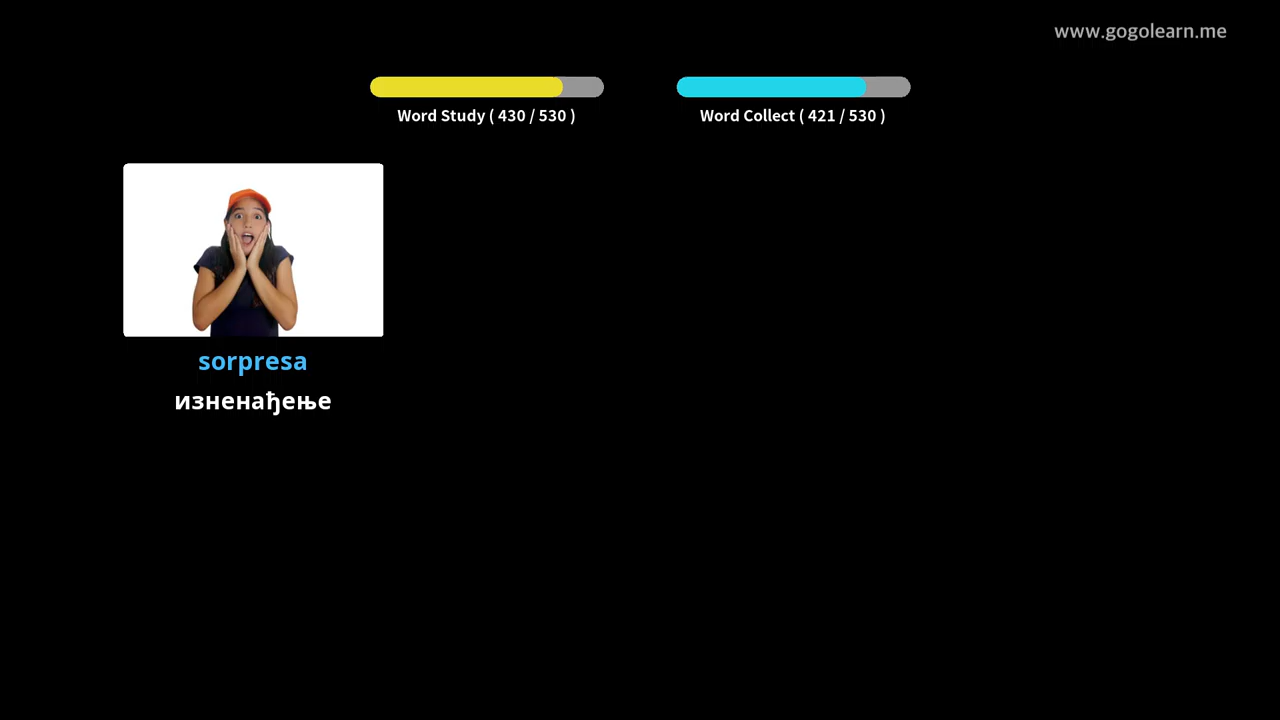 www.gogolearn.me
Word Study ( 430 / 530 )
Word Collect ( 421 / 530 )
sorpresa
изненађење